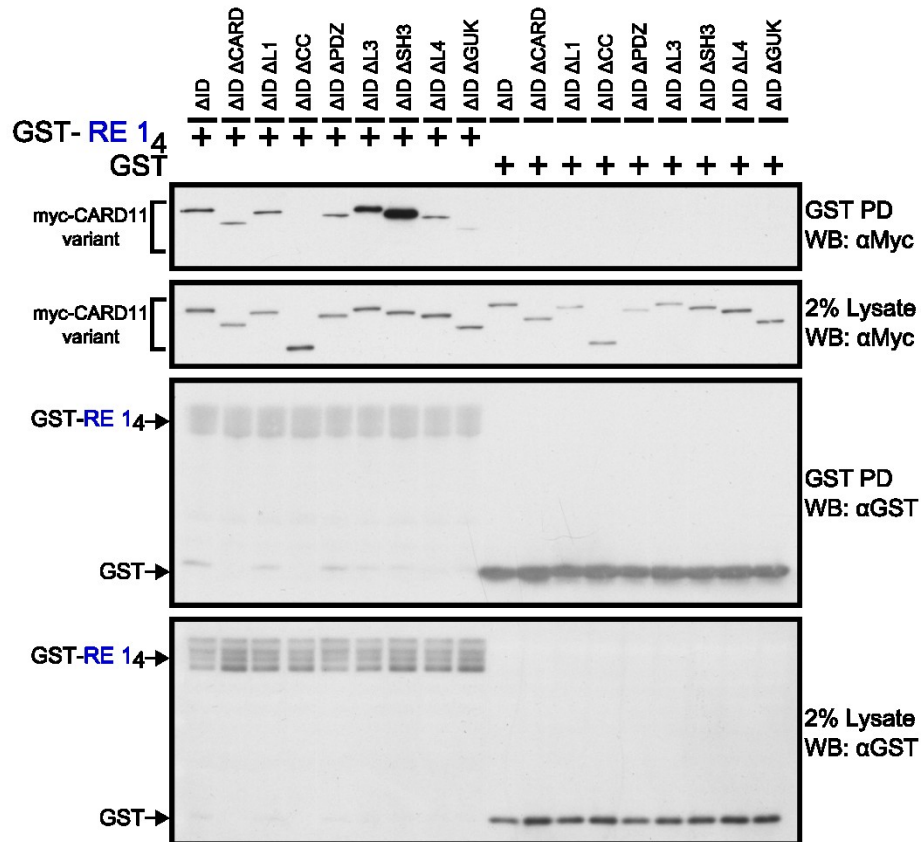 ΔID
ΔID ΔCARD
ΔID ΔL1
ΔID ΔCC
ΔID ΔPDZ
ΔID ΔL3
ΔID ΔSH3
ΔID ΔL4
ΔID ΔGUK
ΔID
ΔID ΔCARD
ΔID ΔL1
ΔID ΔCC
ΔID ΔPDZ
ΔID ΔL3
ΔID ΔSH3
ΔID ΔL4
ΔID ΔGUK
GST- RE 1₄ + + + + + + + + +
GST + + + + + + + + +
myc-CARD11
variant
GST PD
WB: αMyc
myc-CARD11
variant
2% Lysate
WB: αMyc
GST-RE 1₄
GST
GST PD
WB: αGST
GST-RE 1₄
GST
2% Lysate
WB: αGST